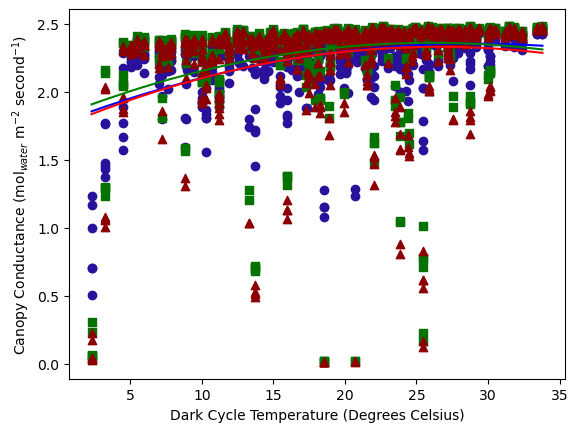 Canopy Conductance (mol_water m⁻² second⁻¹)
2.5
2.0
1.5
1.0
0.5
0.0
5 10 15 20 25 30 35
Dark Cycle Temperature (Degrees Celsius)